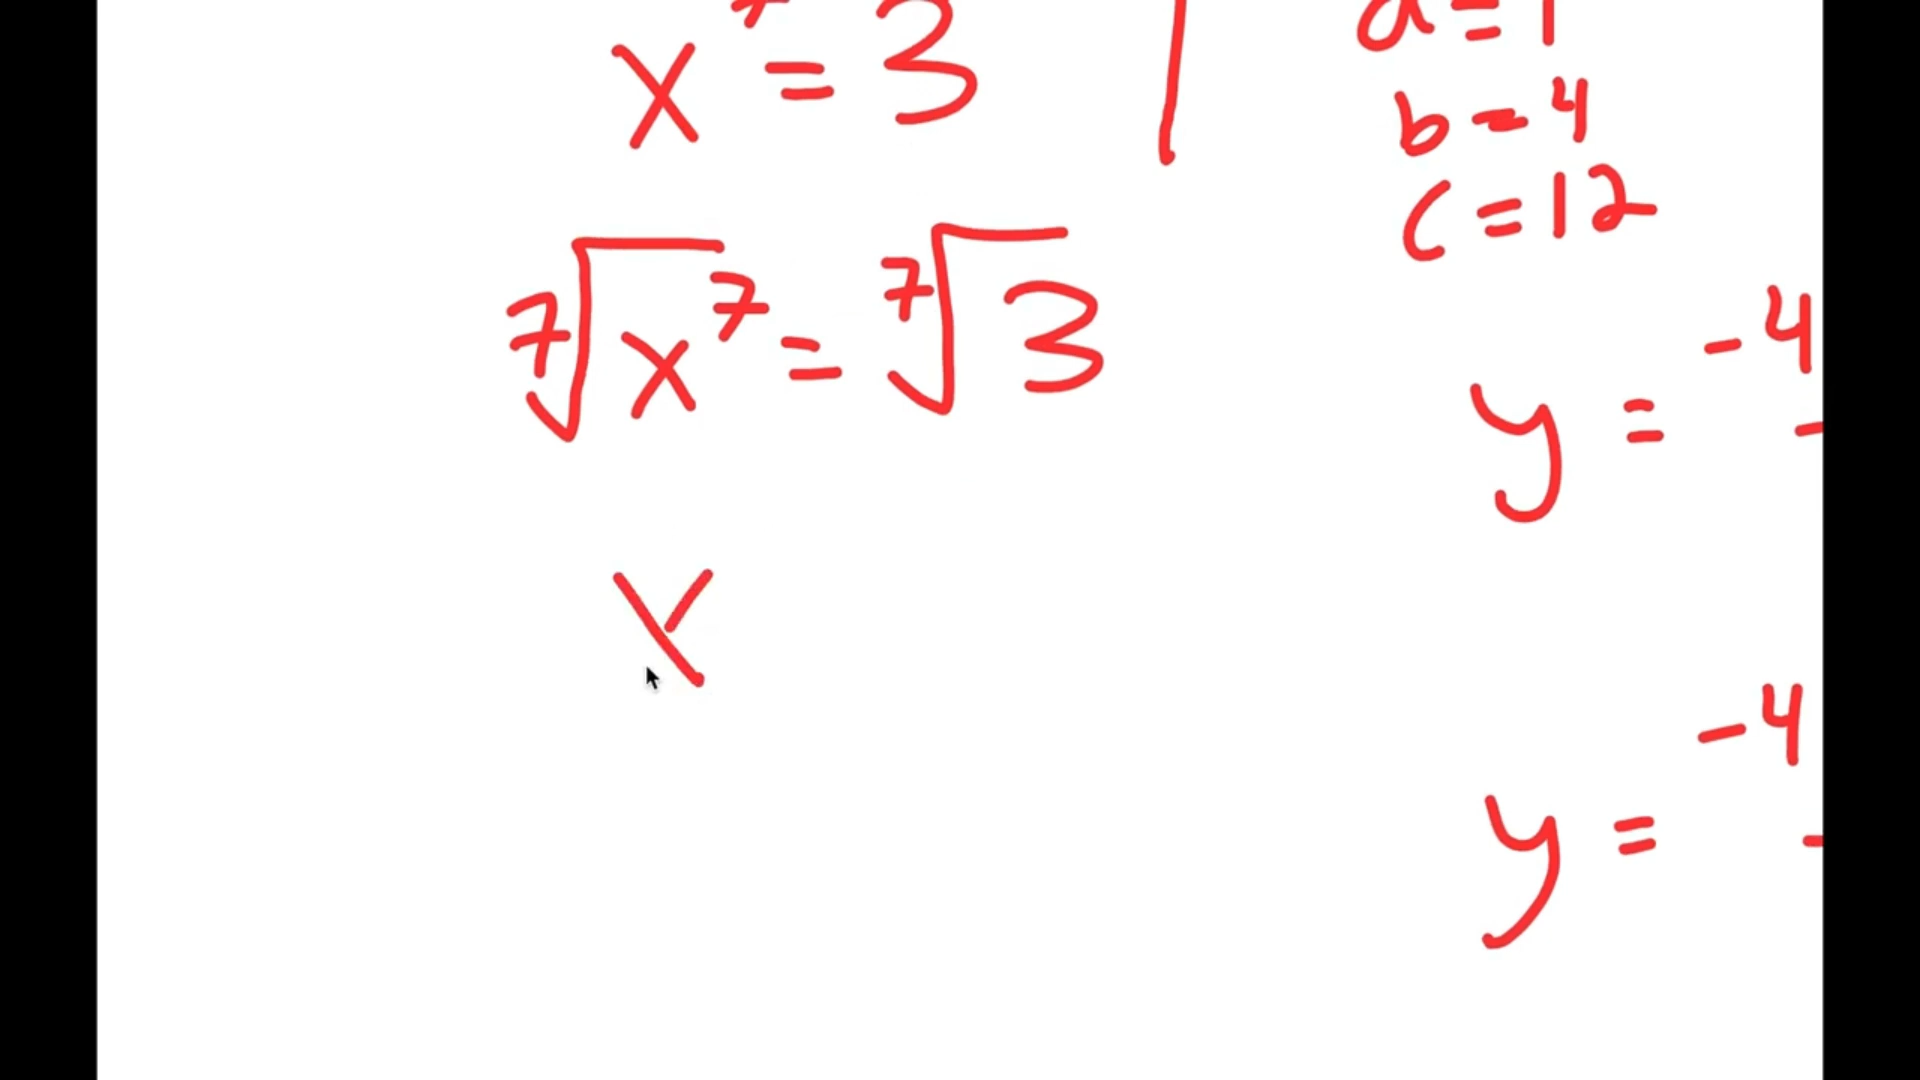 x⁷ = 3
⁷√x⁷ = ⁷√3
x
a = 1
b = 4
c = 12
y = -4
y = -4